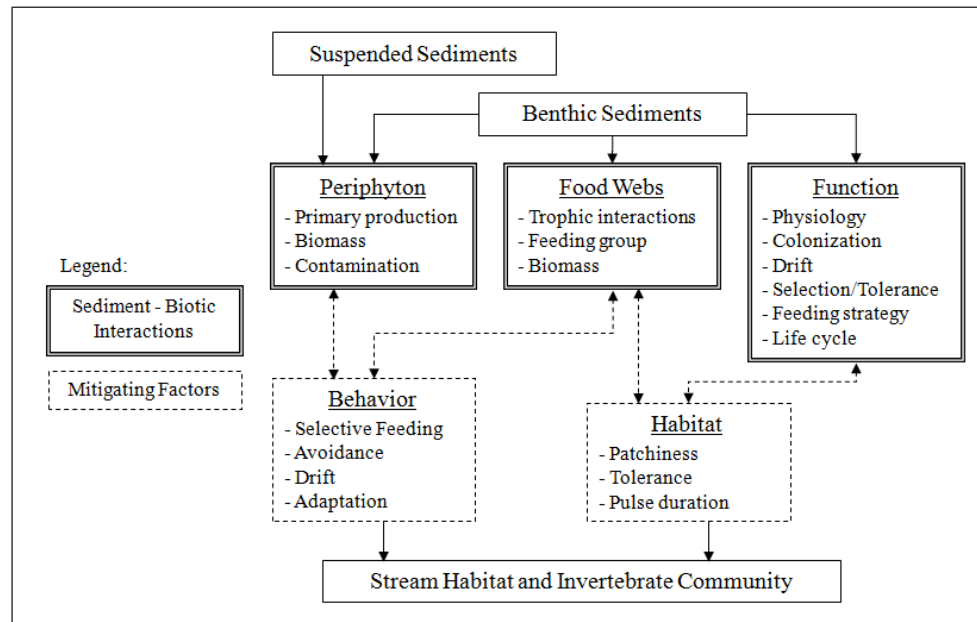 Suspended Sediments
Benthic Sediments
Periphyton
- Primary production
- Biomass
- Contamination
Food Webs
- Trophic interactions
- Feeding group
- Biomass
Function
- Physiology
- Colonization
- Drift
- Selection/Tolerance
- Feeding strategy
- Life cycle
Legend:
Sediment - Biotic
Interactions
Mitigating Factors
Behavior
- Selective Feeding
- Avoidance
- Drift
- Adaptation
Habitat
- Patchiness
- Tolerance
- Pulse duration
Stream Habitat and Invertebrate Community